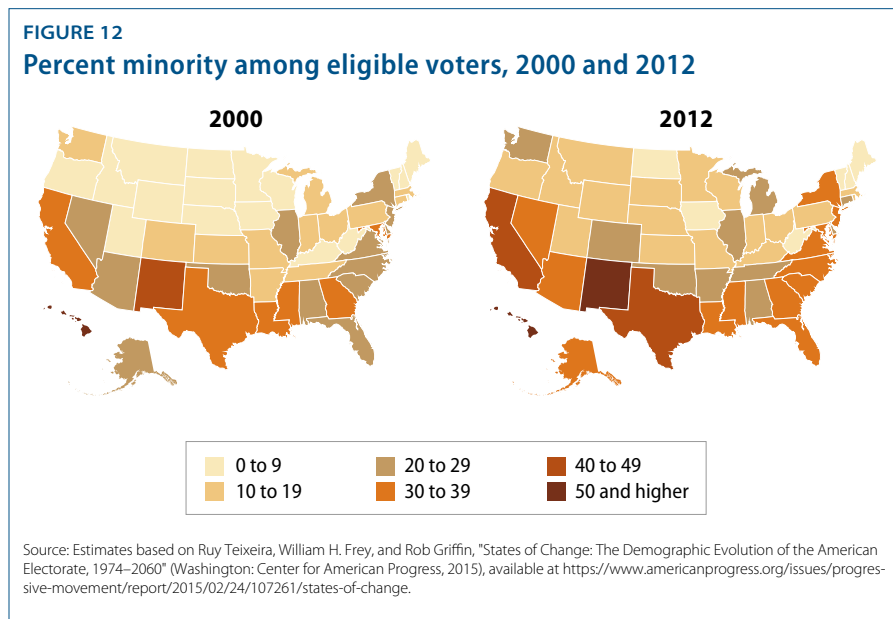 FIGURE 12
Percent minority among eligible voters, 2000 and 2012
2000
2012
0 to 9
20 to 29
40 to 49
10 to 19
30 to 39
50 and higher
Source: Estimates based on Ruy Teixeira, William H. Frey, and Rob Griffin, "States of Change: The Demographic Evolution of the American
Electorate, 1974–2060" (Washington: Center for American Progress, 2015), available at https://www.americanprogress.org/issues/progres-
sive-movement/report/2015/02/24/107261/states-of-change.